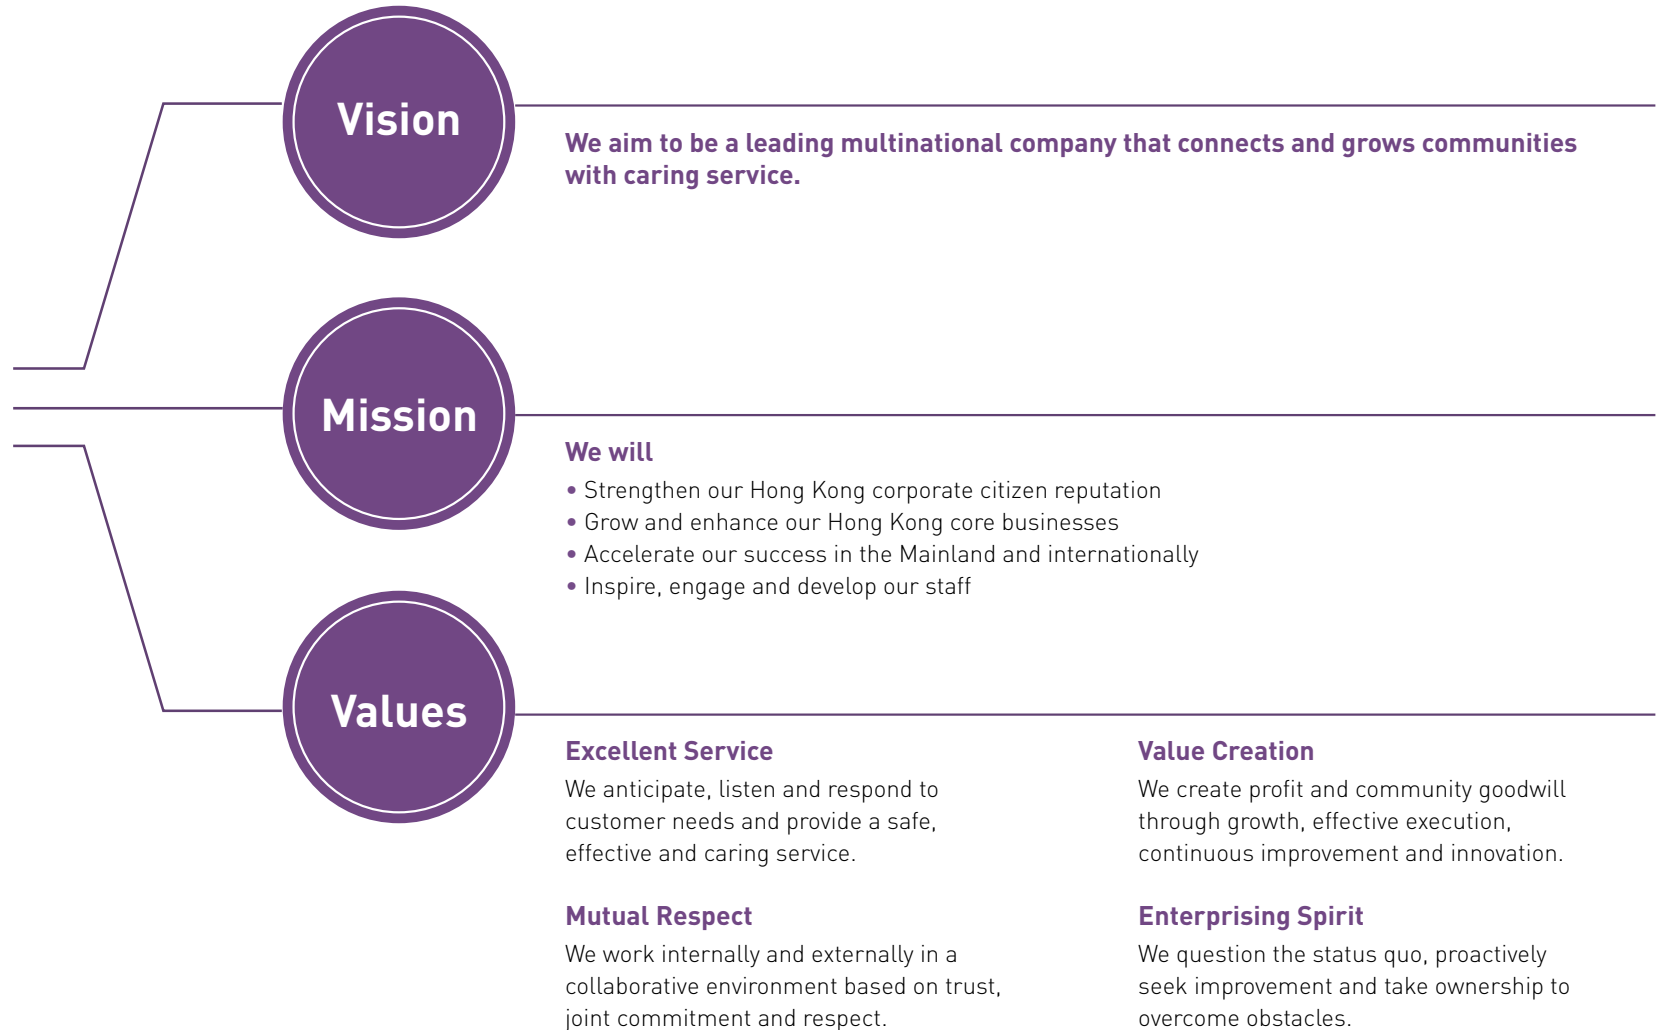 Vision
We aim to be a leading multinational company that connects and grows communities
with caring service.
Mission
We will
• Strengthen our Hong Kong corporate citizen reputation
• Grow and enhance our Hong Kong core businesses
• Accelerate our success in the Mainland and internationally
• Inspire, engage and develop our staff
Values
Excellent Service
We anticipate, listen and respond to
customer needs and provide a safe,
effective and caring service.
Mutual Respect
We work internally and externally in a
collaborative environment based on trust,
joint commitment and respect.
Value Creation
We create profit and community goodwill
through growth, effective execution,
continuous improvement and innovation.
Enterprising Spirit
We question the status quo, proactively
seek improvement and take ownership to
overcome obstacles.